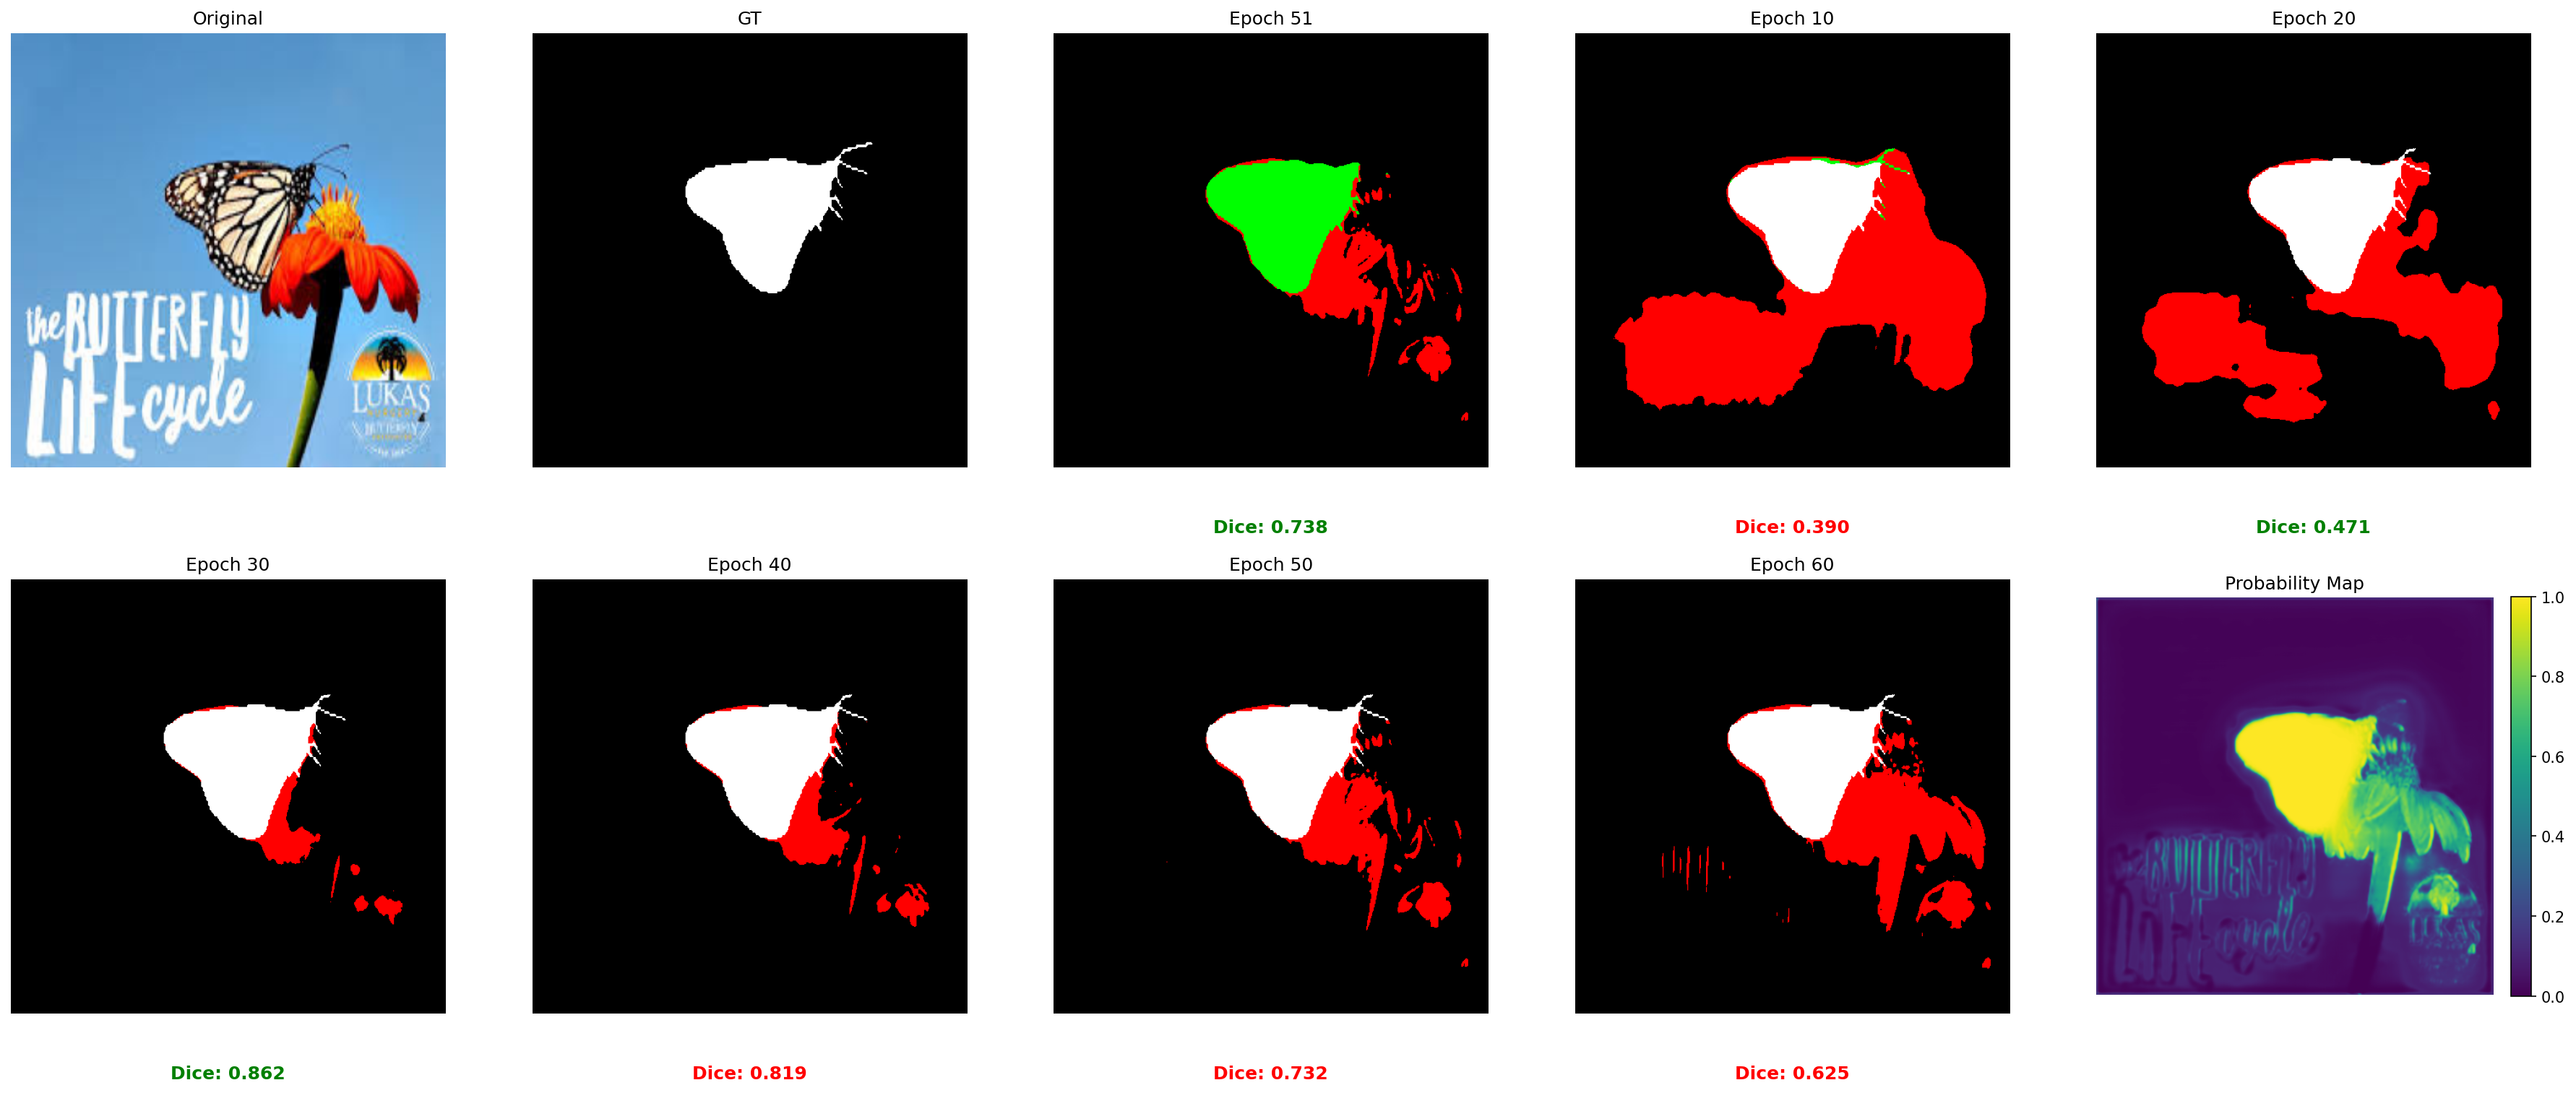 Original
GT
Epoch 51
Epoch 10
Epoch 20
the BUTTERFLY
LiFE cycle
LUKAS
BUTTERFLY
Dice: 0.738
Dice: 0.390
Dice: 0.471
Epoch 30
Epoch 40
Epoch 50
Epoch 60
Probability Map
1.0
0.8
0.6
0.4
0.2
0.0
Dice: 0.862
Dice: 0.819
Dice: 0.732
Dice: 0.625